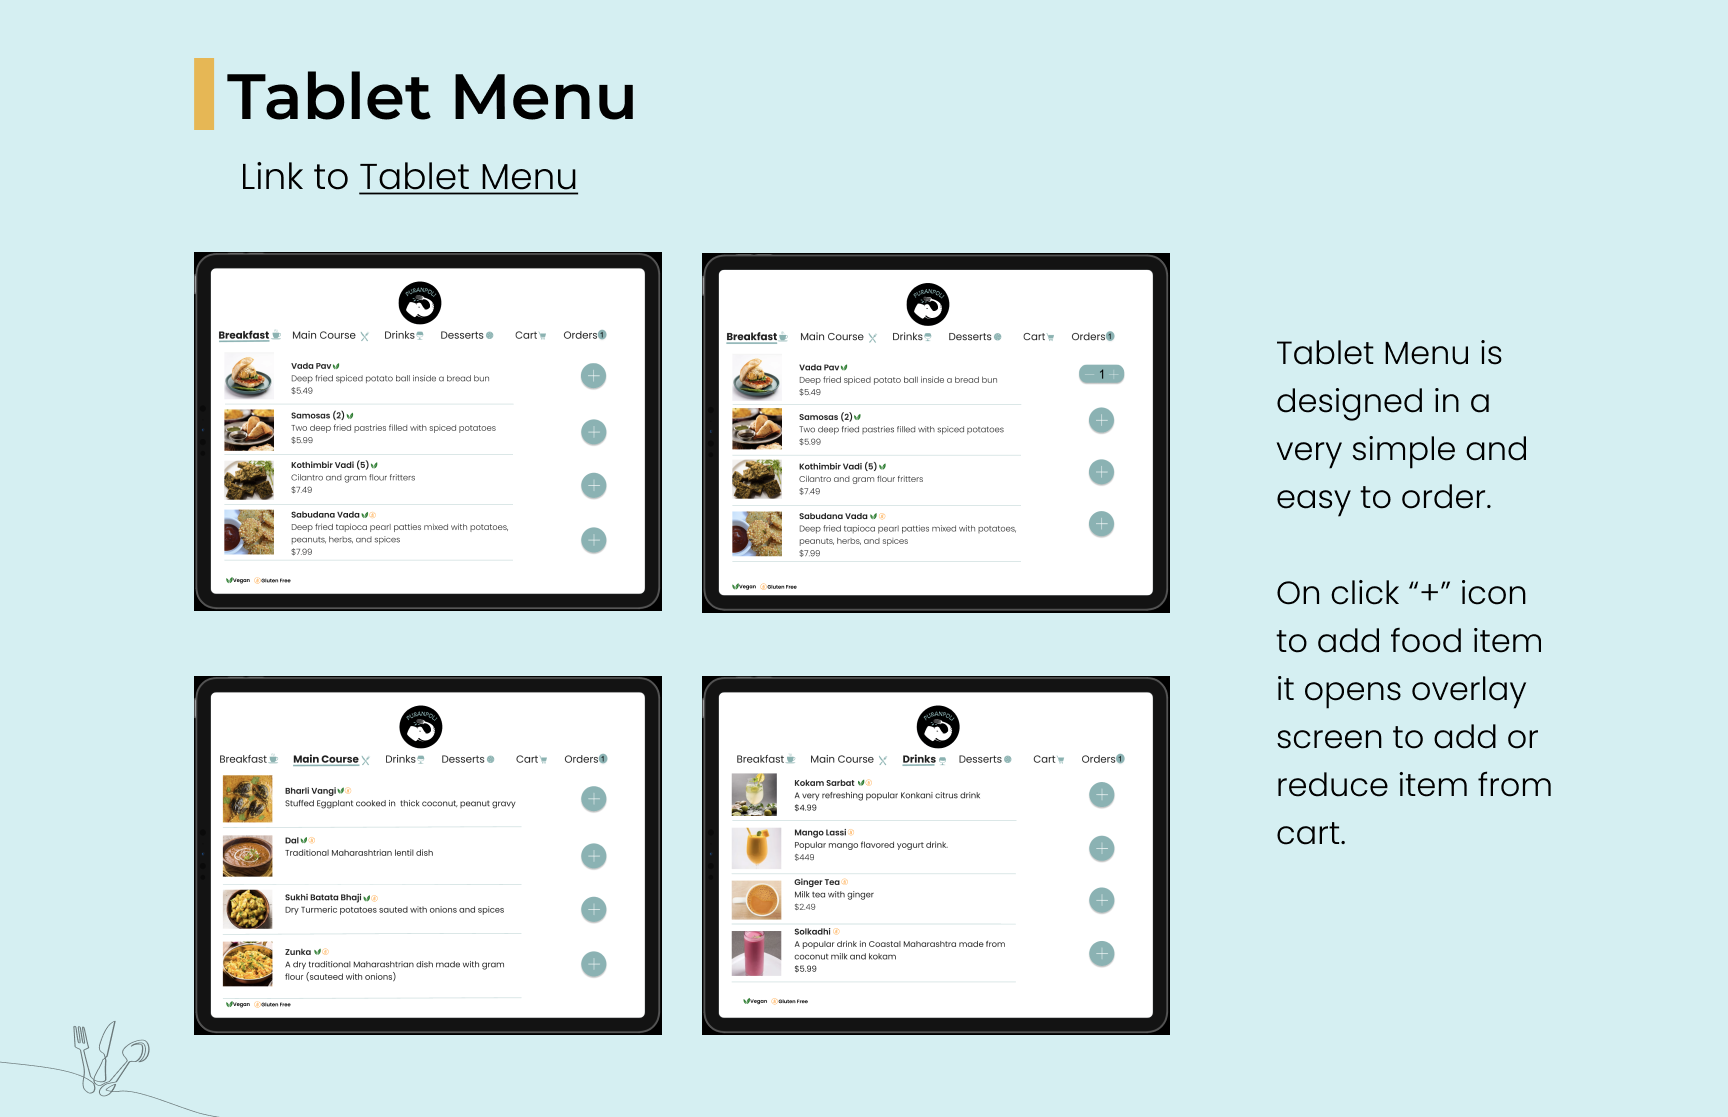 Tablet Menu
Link to Tablet Menu
PURANPOLI
Breakfast Main Course Drinks Desserts Cart Orders 1
Vada Pav
Deep fried spiced potato ball inside a bread bun
$5.49
Samosas (2)
Two deep fried pastries filled with spiced potatoes
$5.99
Kothimbir Vadi (5)
Cilantro and gram flour fritters
$7.49
Sabudana Vada
Deep fried tapioca pearl patties mixed with potatoes,
peanuts, herbs, and spices
$7.99
Vegan Gluten Free
PURANPOLI
Breakfast Main Course Drinks Desserts Cart Orders 1
Vada Pav
Deep fried spiced potato ball inside a bread bun
$5.49
1
Samosas (2)
Two deep fried pastries filled with spiced potatoes
$5.99
Kothimbir Vadi (5)
Cilantro and gram flour fritters
$7.49
Sabudana Vada
Deep fried tapioca pearl patties mixed with potatoes,
peanuts, herbs, and spices
$7.99
Vegan Gluten Free
PURANPOLI
Breakfast Main Course Drinks Desserts Cart Orders 1
Bharli Vangi
Stuffed Eggplant cooked in thick coconut, peanut gravy
Dal
Traditional Maharashtrian lentil dish
Sukhi Batata Bhaji
Dry Turmeric potatoes sauted with onions and spices
Zunka
A dry traditional Maharashtrian dish made with gram
flour (sauteed with onions)
Vegan Gluten Free
PURANPOLI
Breakfast Main Course Drinks Desserts Cart Orders 1
Kokam Sarbat
A very refreshing popular Konkani citrus drink
$4.99
Mango Lassi
Popular mango flavored yogurt drink.
$449
Ginger Tea
Milk tea with ginger
$2.49
Solkadhi
A popular drink in Coastal Maharashtra made from
coconut milk and kokam
$5.99
Vegan Gluten Free
Tablet Menu is
designed in a
very simple and
easy to order.
On click “+” icon
to add food item
it opens overlay
screen to add or
reduce item from
cart.